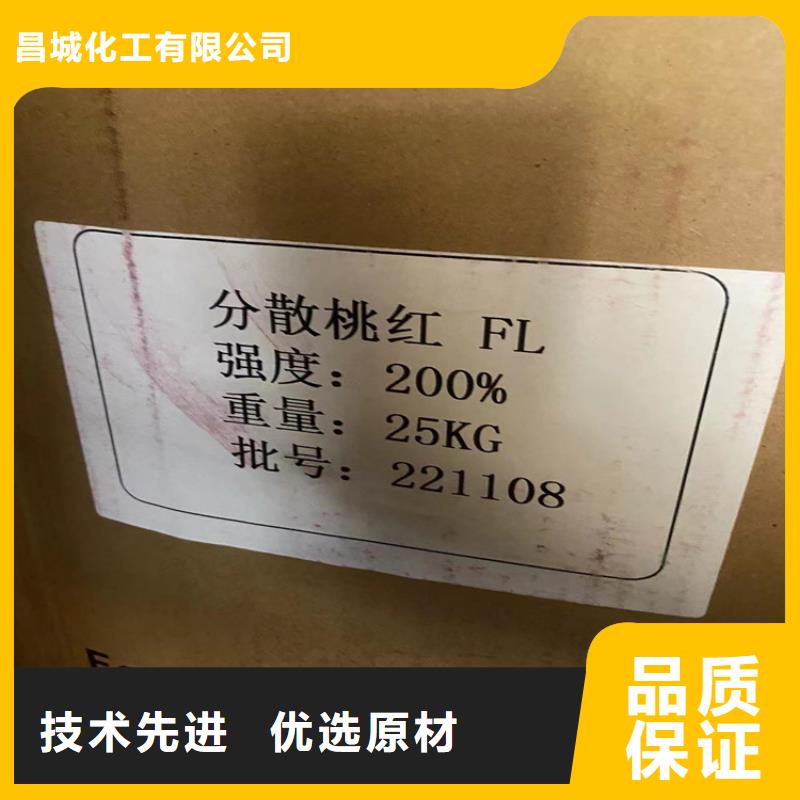 昌城化工有限公司
分散桃红 FL
强度：200%
重量：25KG
批号：221108
技术先进 优选原材
品质
保证